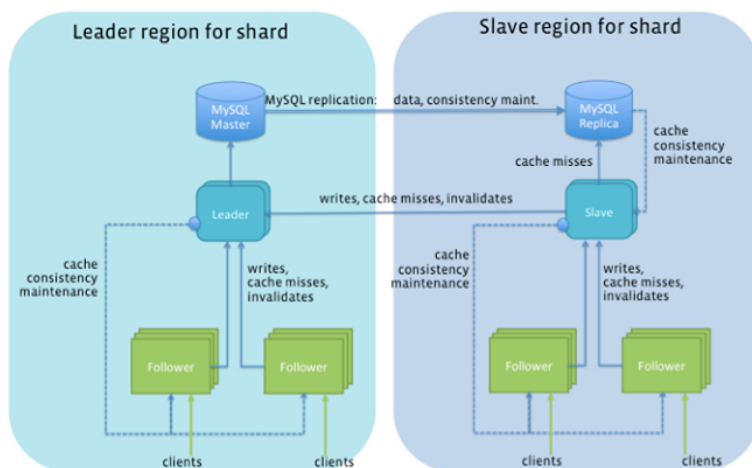 Leader region for shard
Slave region for shard
MySQL
Master
MySQL replication: data, consistency maint.
MySQL
Replica
cache
consistency
maintenance
cache misses
writes, cache misses, invalidates
Leader
Slave
cache
consistency
maintenance
writes,
cache misses,
invalidates
cache
consistency
maintenance
writes,
cache misses,
invalidates
Follower
Follower
Follower
Follower
clients
clients
clients
clients